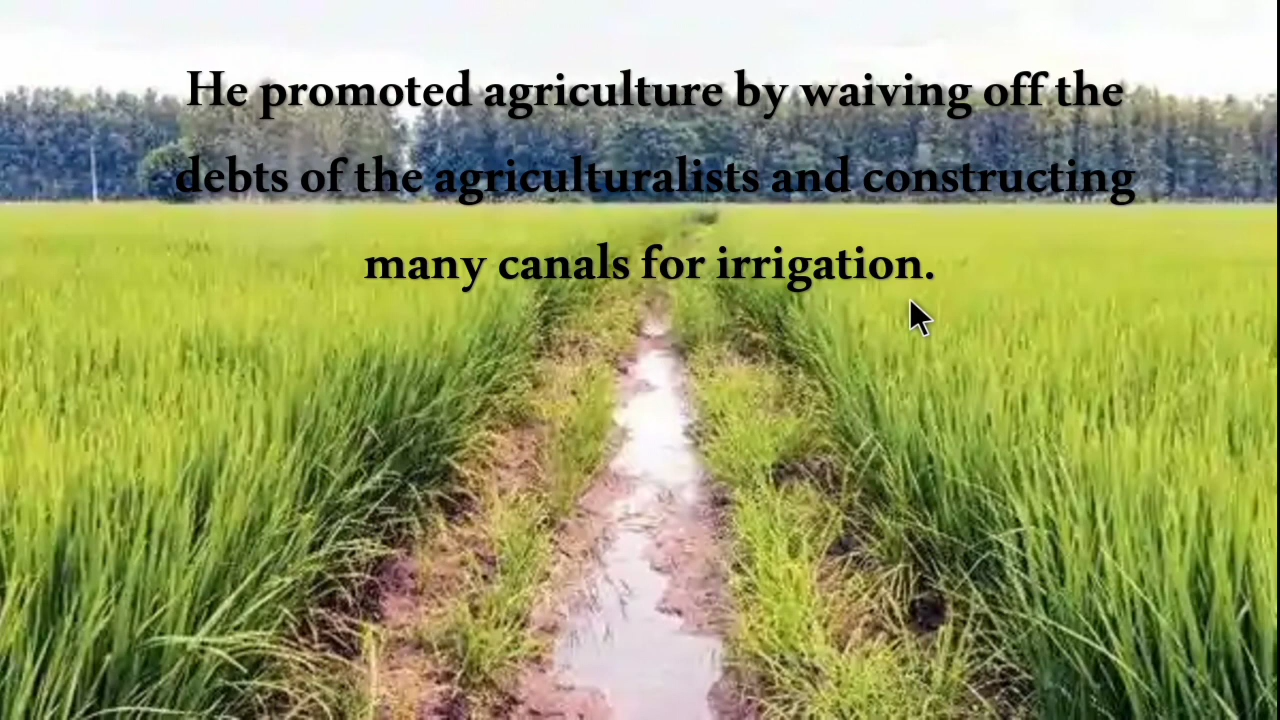 He promoted agriculture by waiving off the
debts of the agriculturalists and constructing
many canals for irrigation.